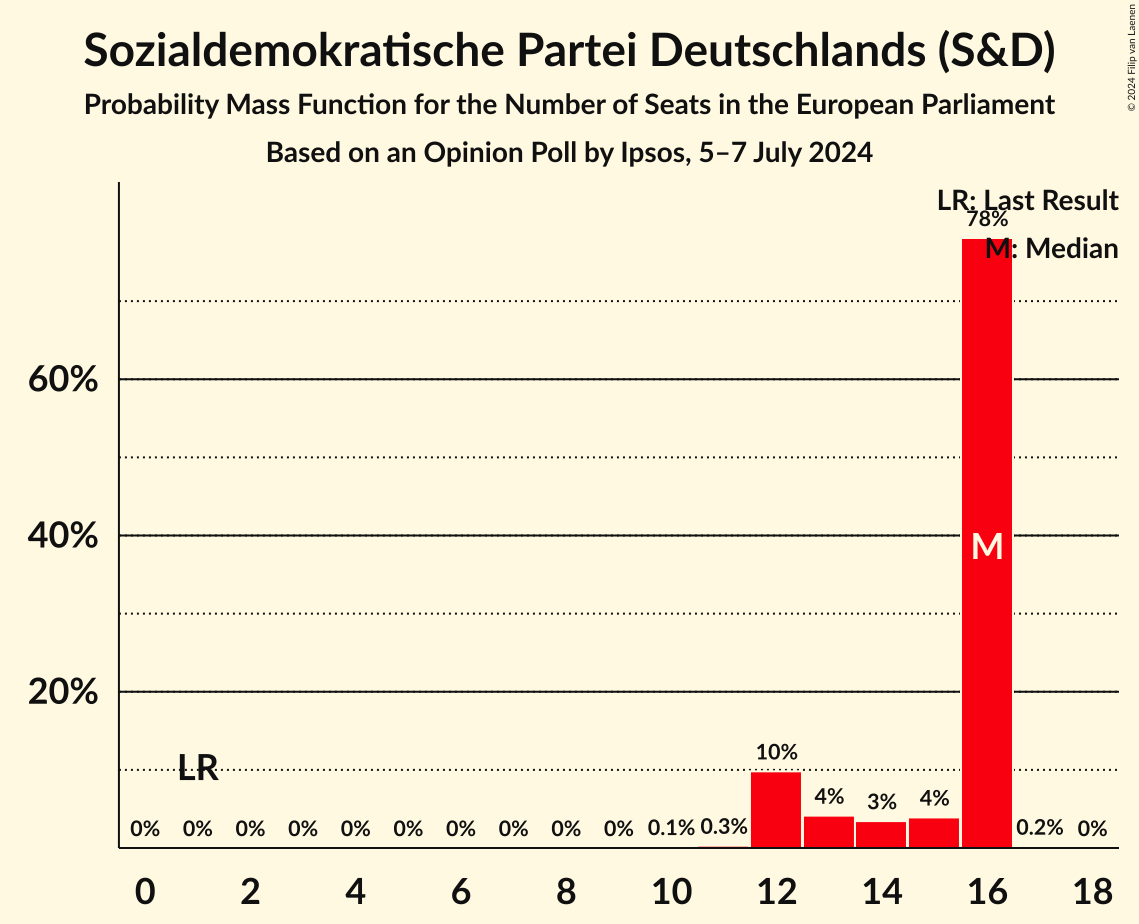 Sozialdemokratische Partei Deutschlands (S&D)
Probability Mass Function for the Number of Seats in the European Parliament
Based on an Opinion Poll by Ipsos, 5–7 July 2024
© 2024 Filip van Laenen
LR: Last Result
78%
M: Median
60%
40%
M
20%
10%
LR
4%
3%
4%
0% 0% 0% 0% 0% 0% 0% 0% 0% 0% 0.1% 0.3% 0.2% 0%
0 2 4 6 8 10 12 14 16 18